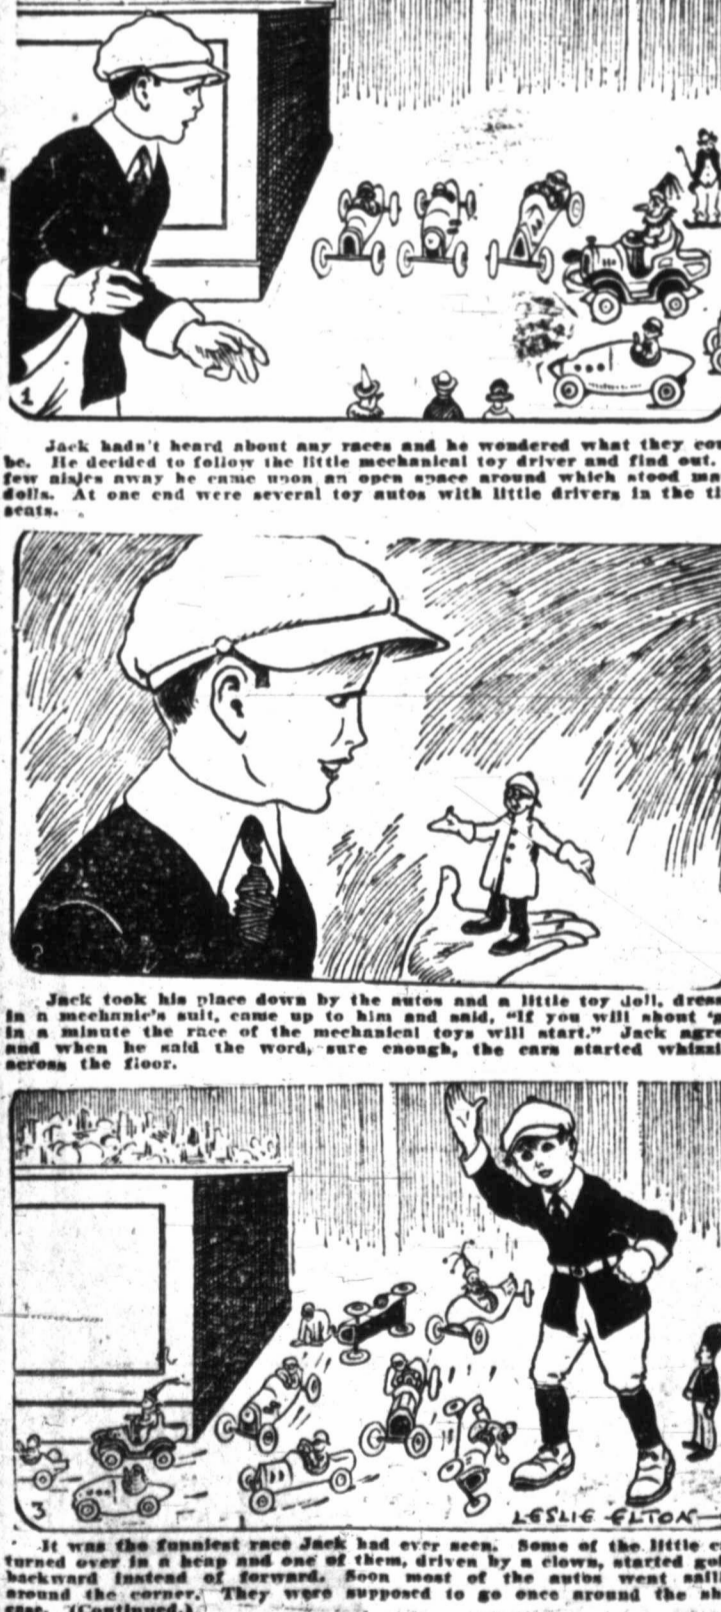 1
Jack hadn't heard about any races and he wondered what they
be. He decided to follow the little mechanical toy driver and find out.
few aisles away he came upon an open space around which stood
dolls. At one end were several toy autos with little drivers in the
seats.
2
Jack took his place down by the autos and a little toy doll,
in a mechanic's suit, came up to him and said, "If you will shout
in a minute the race of the mechanical toys will start." Jack
and when he said the word, sure enough, the cars started
across the floor.
3
LESLIE ELTON
It was the funniest race Jack had ever seen. Some of the little
turned over in a heap and one of them, driven by a clown, started
backward instead of forward. Soon most of the autos went
around the corner. They were supposed to go once around the
(Continued.)